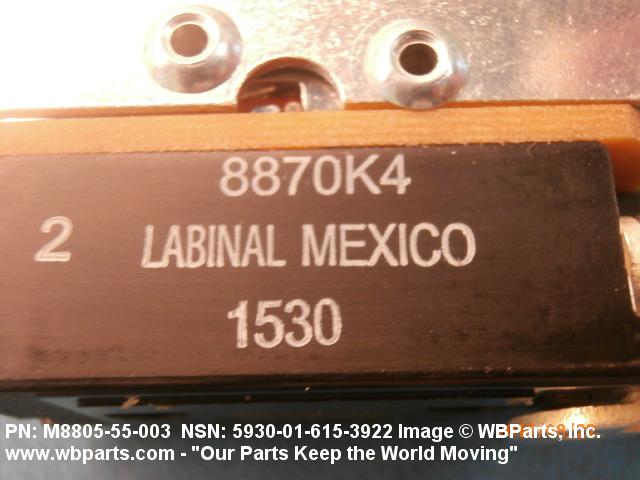 8870K4
2 LABINAL MEXICO
1530
PN: M8805-55-003 NSN: 5930-01-615-3922 Image © WBParts, Inc.
www.wbparts.com - "Our Parts Keep the World Moving"